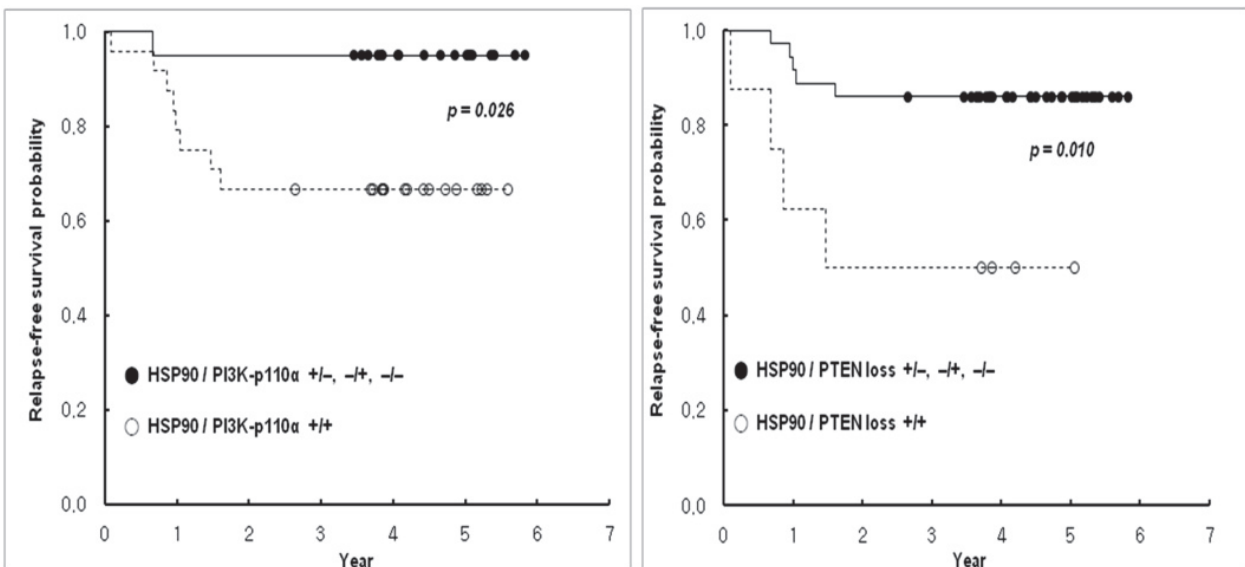 Relapse-free survival probability
1.0
0.8
0.6
0.4
0.2
0.0
p = 0.026
HSP90 / PI3K-p110α +/–, –/+, –/–
HSP90 / PI3K-p110α +/+
0 1 2 3 4 5 6 7
Year
Relapse-free survival probability
1.0
0.8
0.6
0.4
0.2
0.0
p = 0.010
HSP90 / PTEN loss +/–, –/+, –/–
HSP90 / PTEN loss +/+
0 1 2 3 4 5 6 7
Year